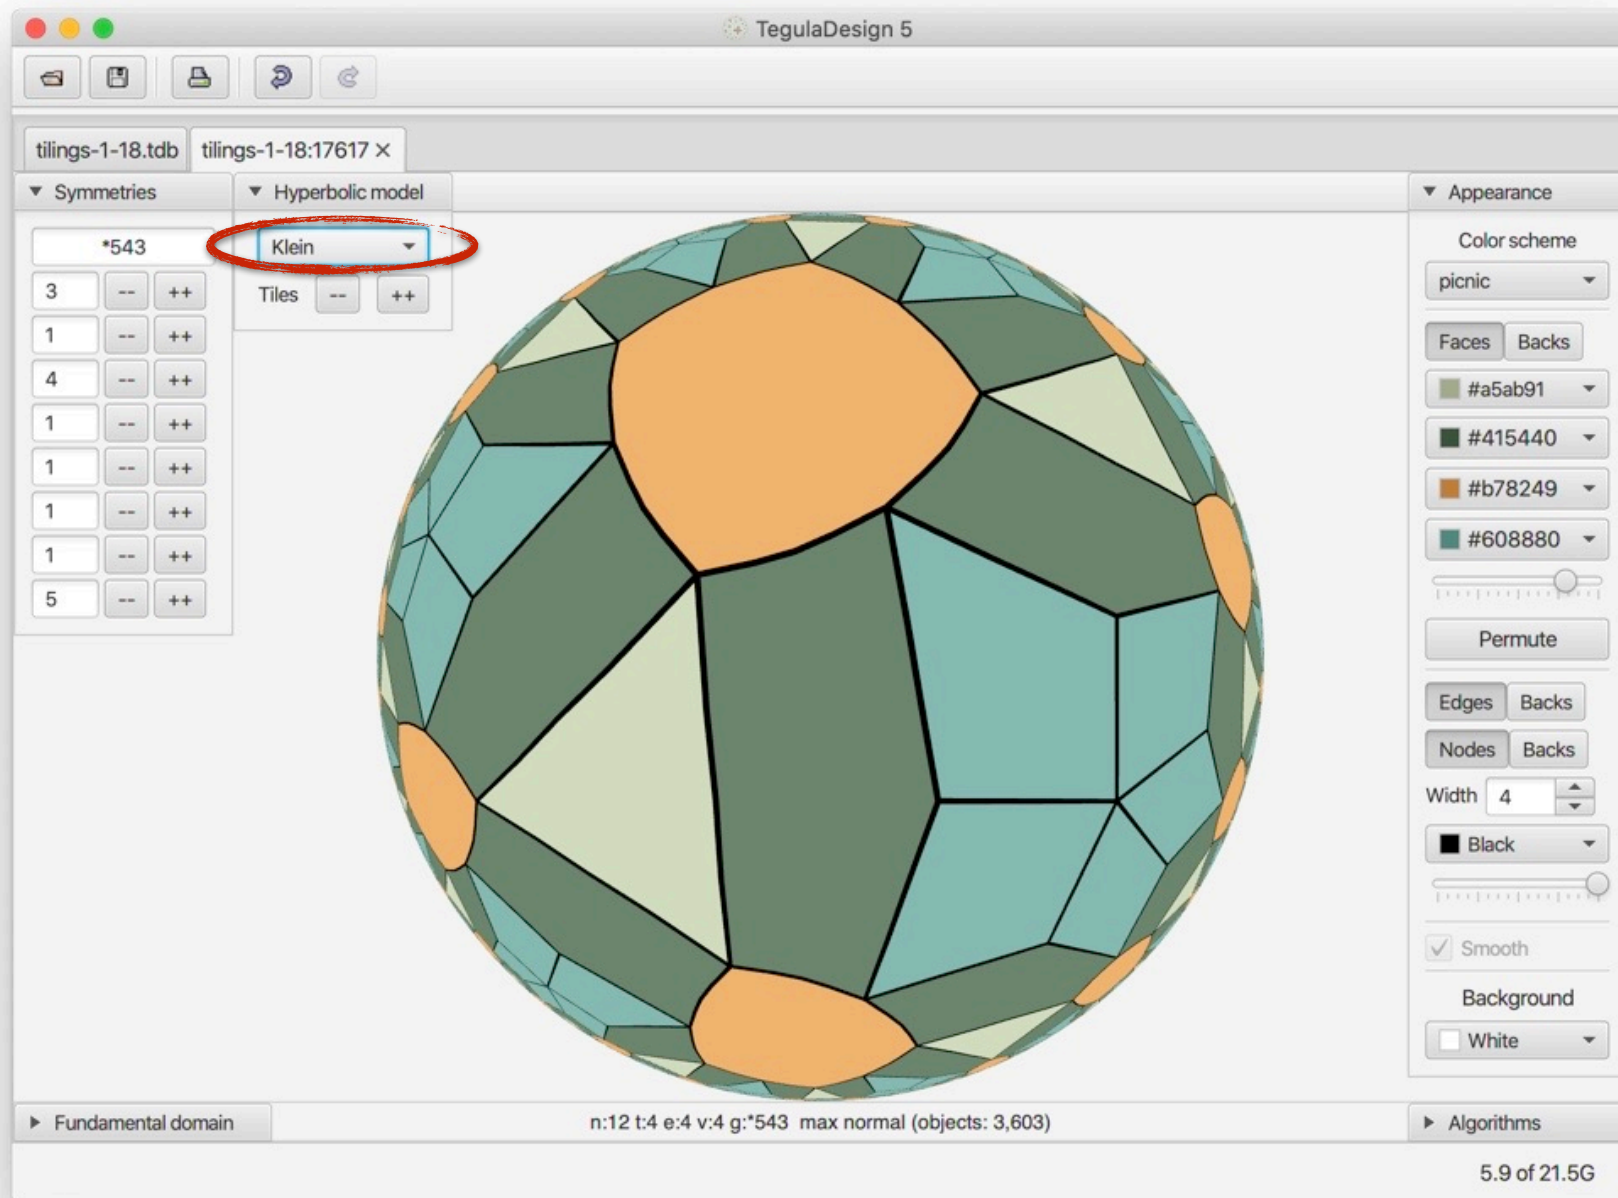 TegulaDesign 5
tilings-1-18.tdb
tilings-1-18:17617 ×
Symmetries
Hyperbolic model
Appearance
*543
Klein
Tiles -- ++
3 -- ++
1 -- ++
4 -- ++
1 -- ++
1 -- ++
1 -- ++
1 -- ++
5 -- ++
Color scheme
picnic
Faces Backs
#a5ab91
#415440
#b78249
#608880
Permute
Edges Backs
Nodes Backs
Width 4
Black
Smooth
Background
White
Fundamental domain
n:12 t:4 e:4 v:4 g:*543 max normal (objects: 3,603)
Algorithms
5.9 of 21.5G